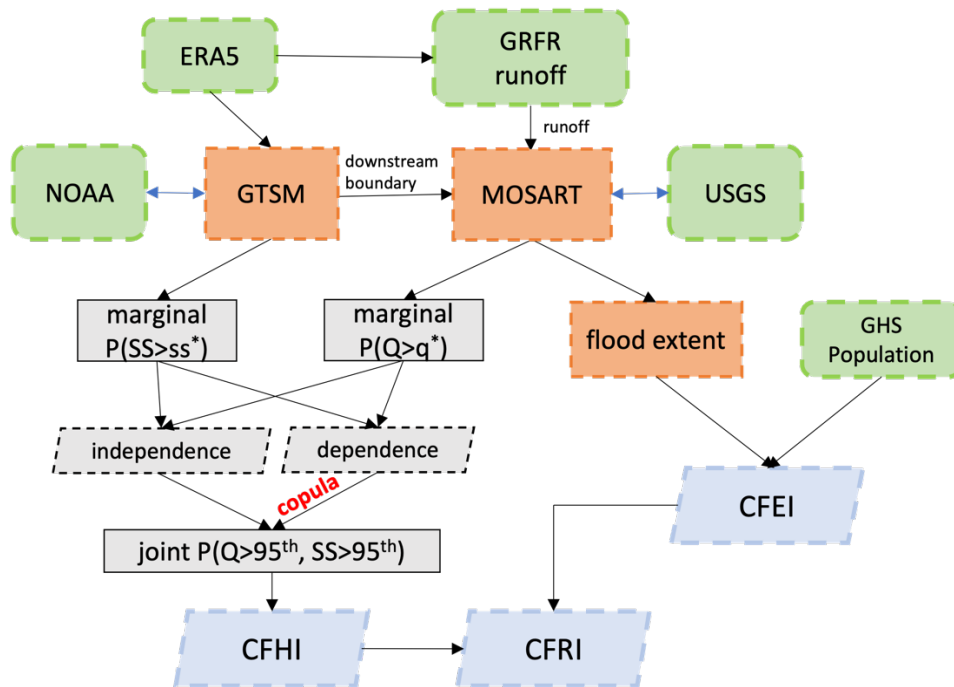 ERA5
GRFR
runoff
runoff
NOAA
GTSM
downstream
boundary
MOSART
USGS
marginal
P(SS>ss*)
marginal
P(Q>q*)
flood extent
GHS
Population
independence
dependence
copula
CFEI
joint P(Q>95th, SS>95th)
CFHI
CFRI